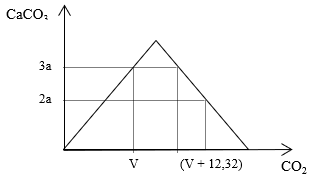 CaCO₃
3a
2a
V (V + 12,32) CO₂